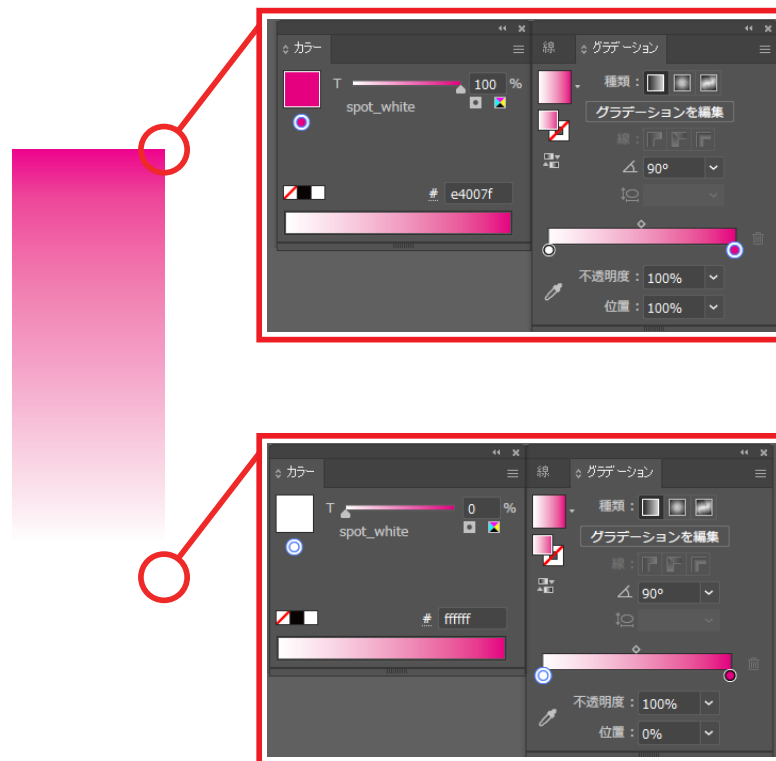 カラー
T 100 %
spot_white
# e4007f
線 グラデーション
種類：
グラデーションを編集
線：
90°
不透明度： 100%
位置： 100%
カラー
T 0 %
spot_white
# ffffff
線 グラデーション
種類：
グラデーションを編集
線：
90°
不透明度： 100%
位置： 0%